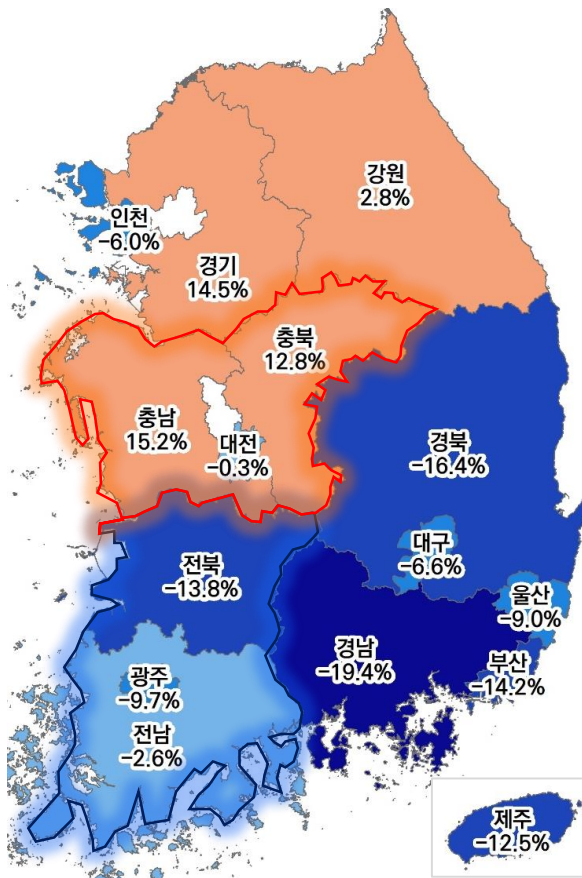 강원
2.8%
인천
-6.0%
경기
14.5%
충북
12.8%
충남
15.2%
대전
-0.3%
경북
-16.4%
대구
-6.6%
전북
-13.8%
울산
-9.0%
경남
-19.4%
부산
-14.2%
광주
-9.7%
전남
-2.6%
제주
-12.5%